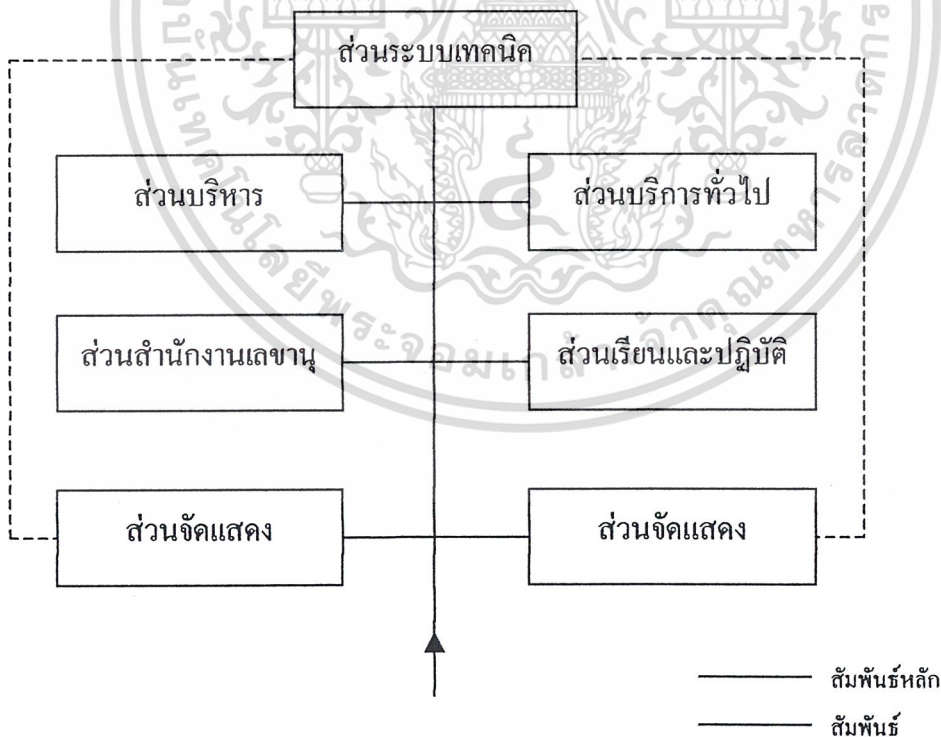 ส่วนระบบเทคนิค
ส่วนบริหาร
ส่วนบริการทั่วไป
ส่วนสำนักงานเลขานุ
ส่วนเรียนและปฏิบัติ
ส่วนจัดแสดง
ส่วนจัดแสดง
สัมพันธ์หลัก
สัมพันธ์